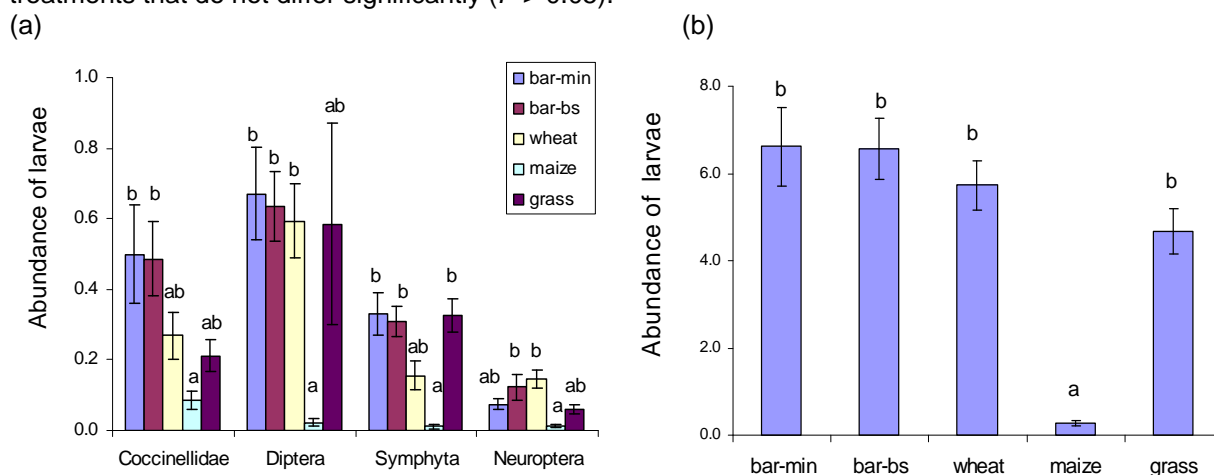 treatments that do not differ significantly (P > 0.05).
(a)
Abundance of larvae
1.0
0.8
0.6
0.4
0.2
0.0
bar-min
bar-bs
wheat
maize
grass
b b ab a ab
b b b a ab
b b ab a b
ab b b a ab
Coccinellidae Diptera Symphyta Neuroptera
(b)
Abundance of larvae
8.0
6.0
4.0
2.0
0.0
b b b a b
bar-min bar-bs wheat maize grass